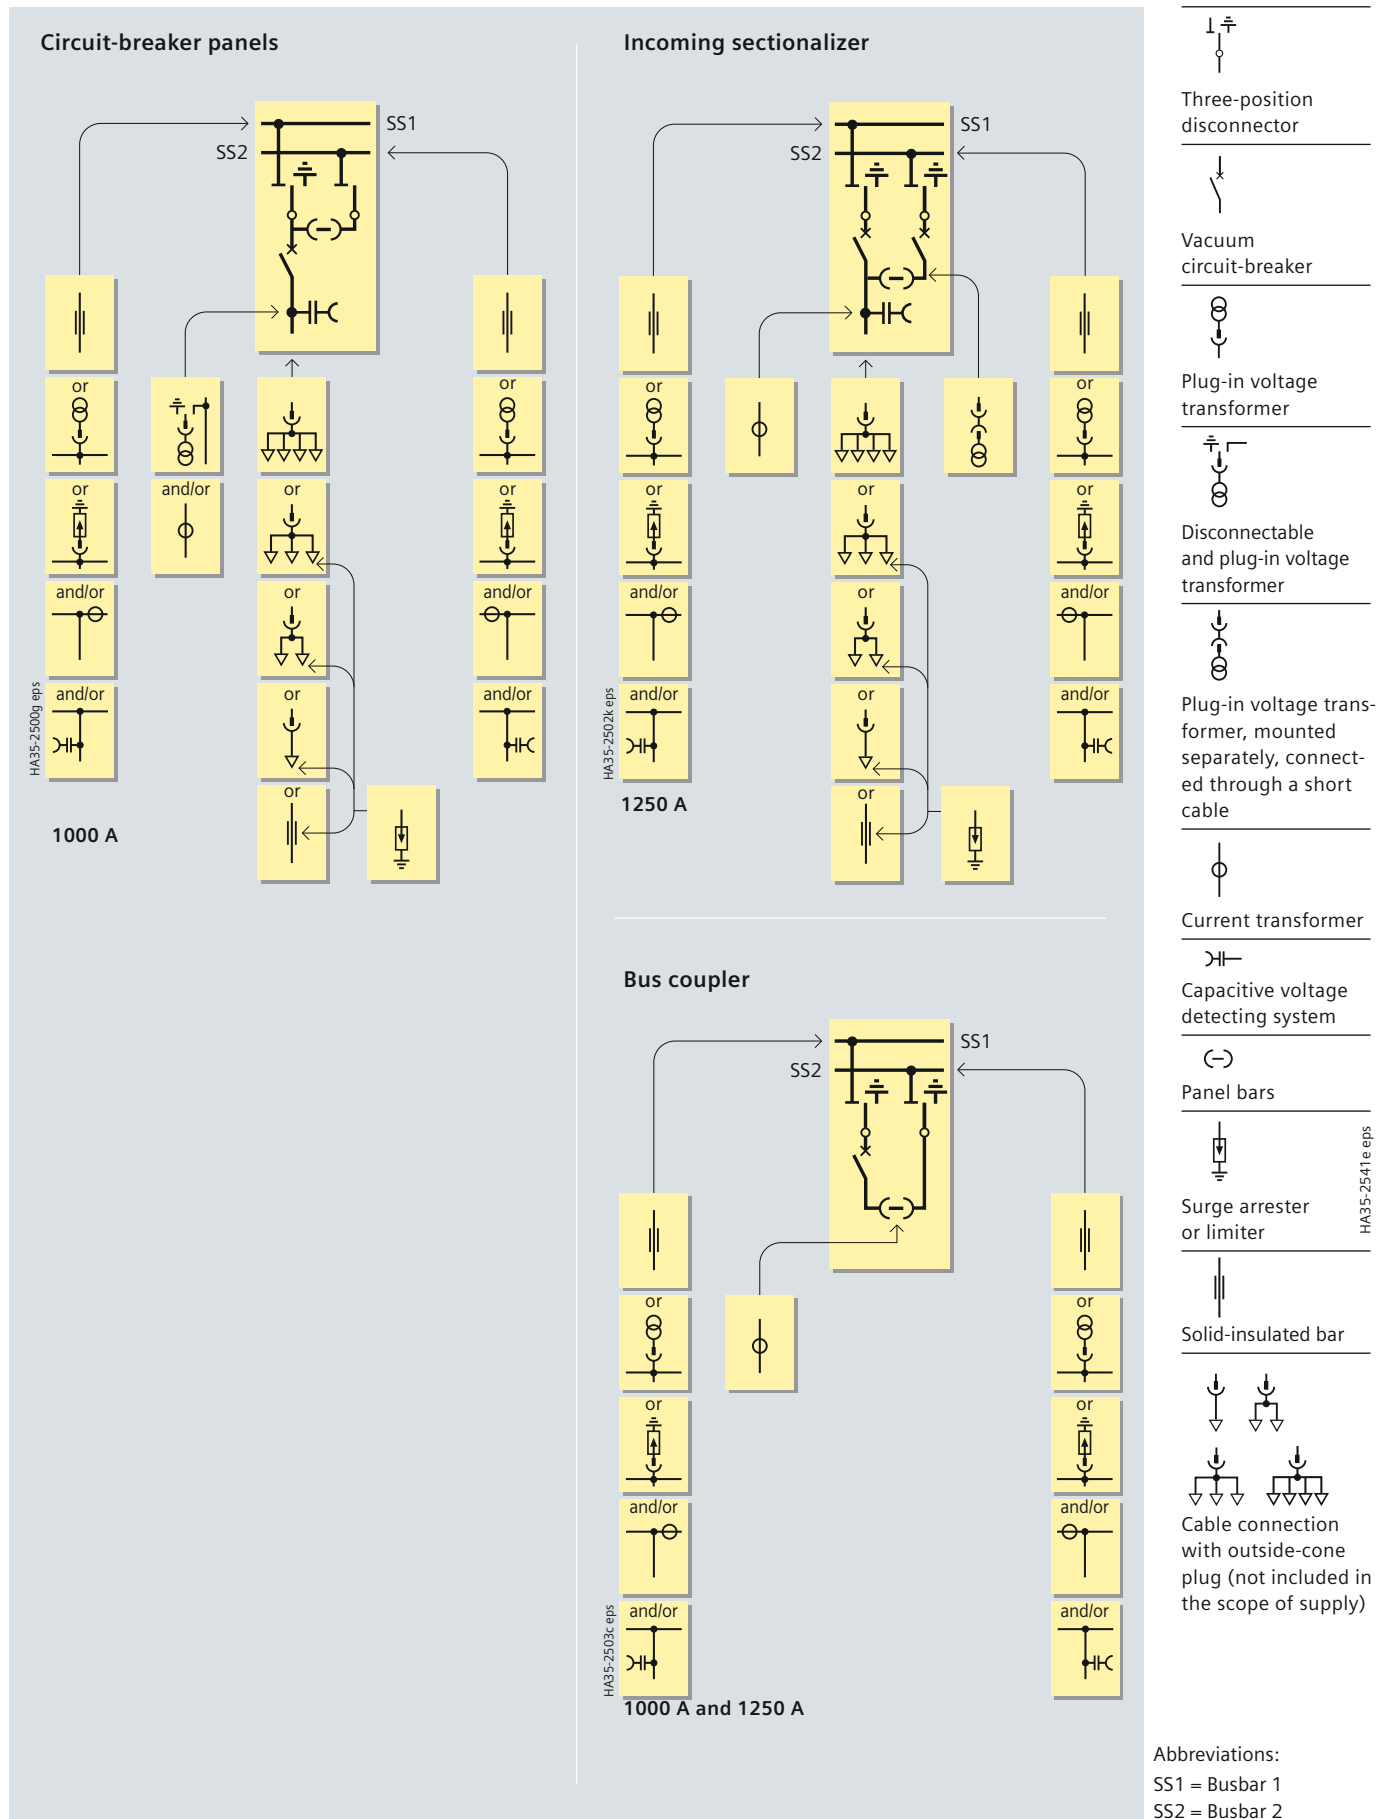 Circuit-breaker panels
SS1
SS2
or
or
and/or
and/or
and/or
or
or
or
or
or
or
and/or
and/or
HA35-2500g eps
1000 A
Incoming sectionalizer
SS1
SS2
or
or
and/or
and/or
or
or
or
or
or
or
and/or
and/or
HA35-2502k eps
1250 A
Bus coupler
SS1
SS2
or
or
and/or
and/or
or
or
and/or
and/or
HA35-2503c eps
1000 A and 1250 A
Three-position
disconnector
Vacuum
circuit-breaker
Plug-in voltage
transformer
Disconnectable
and plug-in voltage
transformer
Plug-in voltage trans-
former, mounted
separately, connect-
ed through a short
cable
Current transformer
Capacitive voltage
detecting system
Panel bars
Surge arrester
or limiter
HA35-2541e eps
Solid-insulated bar
Cable connection
with outside-cone
plug (not included in
the scope of supply)
Abbreviations:
SS1 = Busbar 1
SS2 = Busbar 2